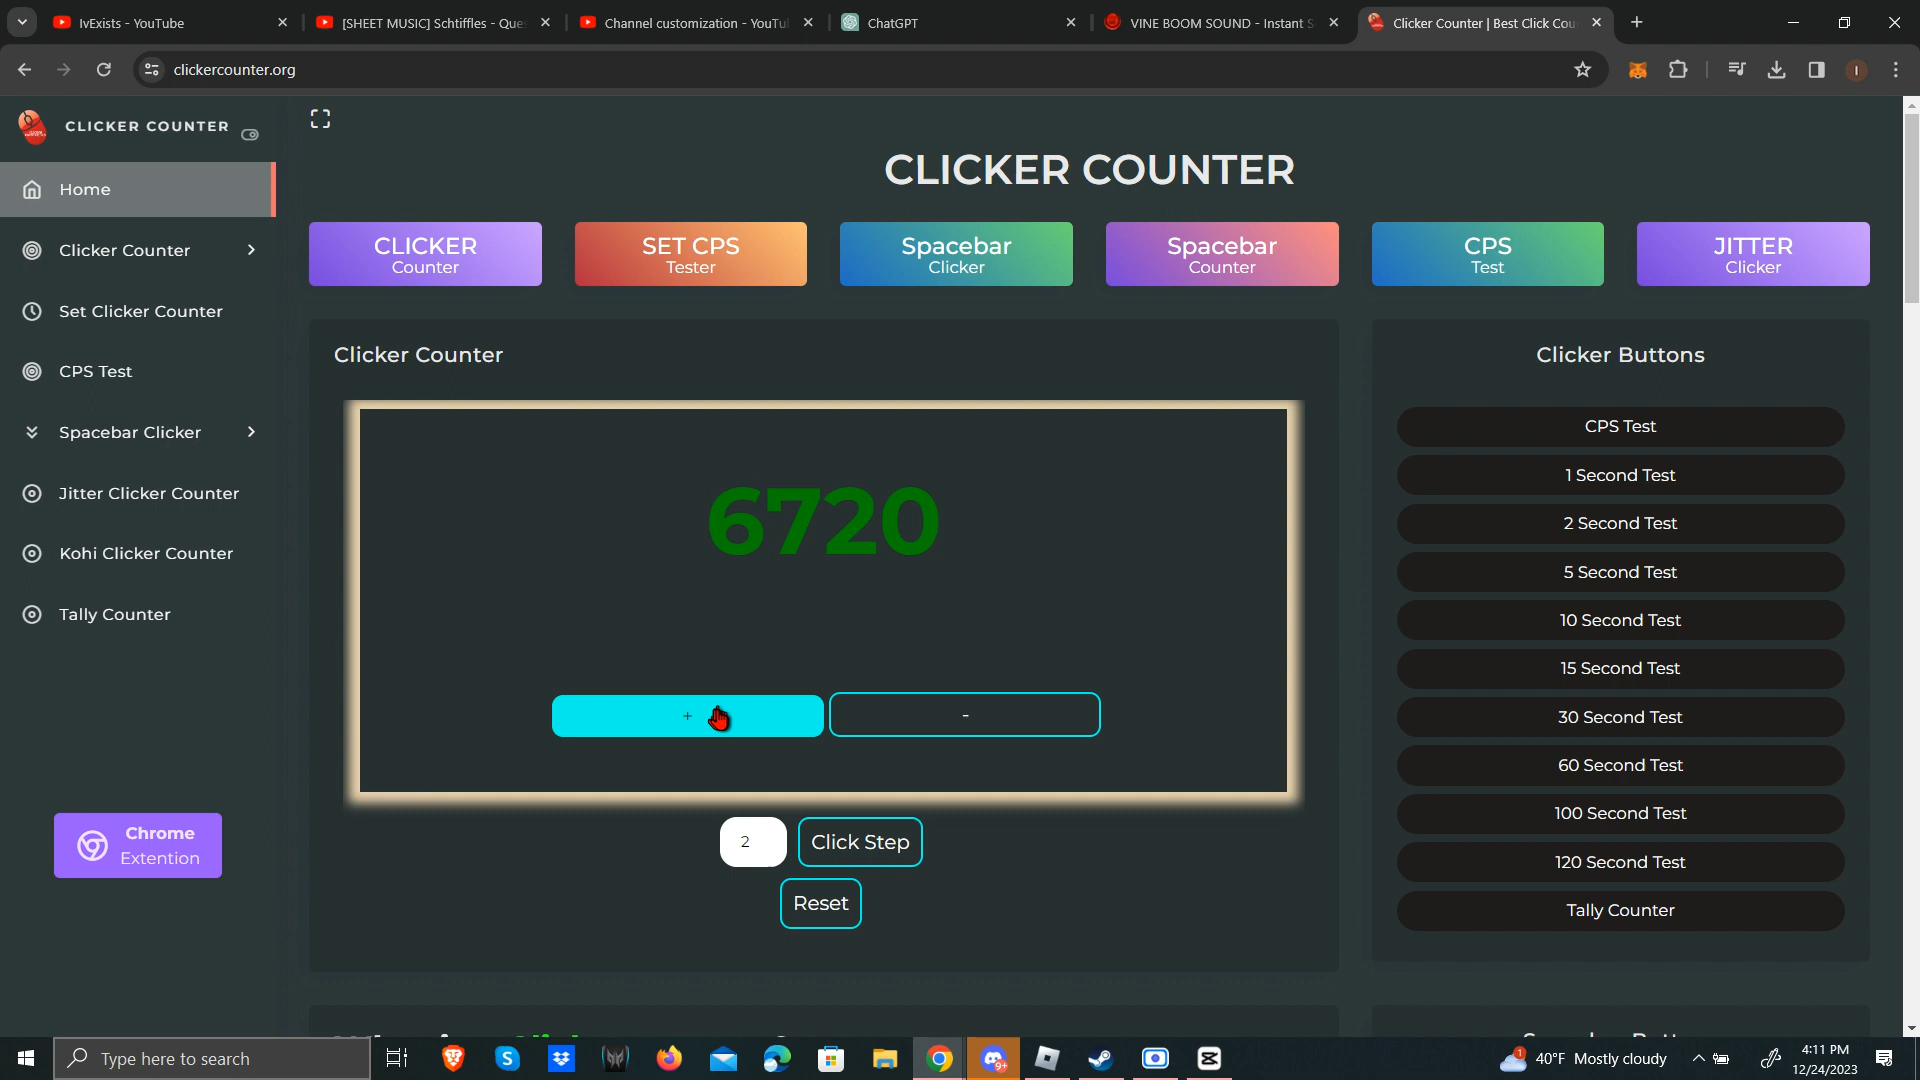 IvExists - YouTube
[SHEET MUSIC] Schtiffles - Que
Channel customization - YouTu
ChatGPT
VINE BOOM SOUND - Instant S
Clicker Counter | Best Click Cou
clickercounter.org
I
CLICKER COUNTER
Home
Clicker Counter
Set Clicker Counter
CPS Test
Spacebar Clicker
Jitter Clicker Counter
Kohi Clicker Counter
Tally Counter
Chrome
Extention
CLICKER COUNTER
CLICKER
Counter
SET CPS
Tester
Spacebar
Clicker
Spacebar
Counter
CPS
Test
JITTER
Clicker
Clicker Counter
6720
+
-
2
Click Step
Reset
Clicker Buttons
CPS Test
1 Second Test
2 Second Test
5 Second Test
10 Second Test
15 Second Test
30 Second Test
60 Second Test
100 Second Test
120 Second Test
Tally Counter
Type here to search
9+
1
40°F Mostly cloudy
4:11 PM
12/24/2023